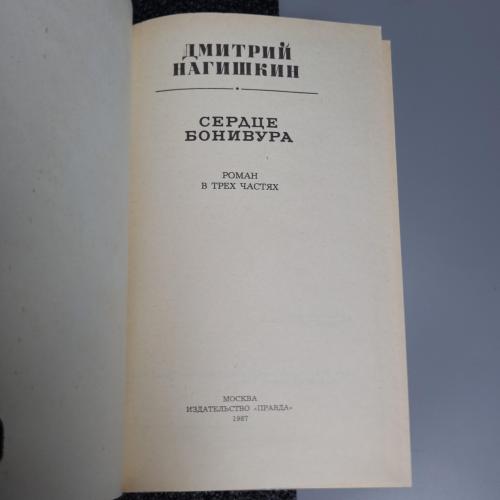 ДМИТРИЙ
НАГИШКИН
СЕРДЦЕ
БОНИВУРА
РОМАН
В ТРЕХ ЧАСТЯХ
МОСКВА
ИЗДАТЕЛЬСТВО «ПРАВДА»
1987